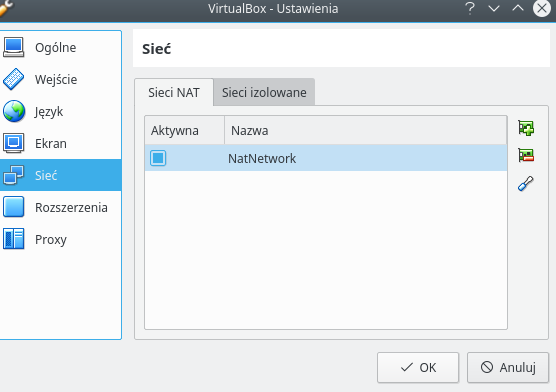 VirtualBox - Ustawienia
Ogólne
Wejście
Język
Ekran
Sieć
Rozszerzenia
Proxy
Sieć
Sieci NAT
Sieci izolowane
Aktywna
Nazwa
NatNetwork
OK
Anuluj